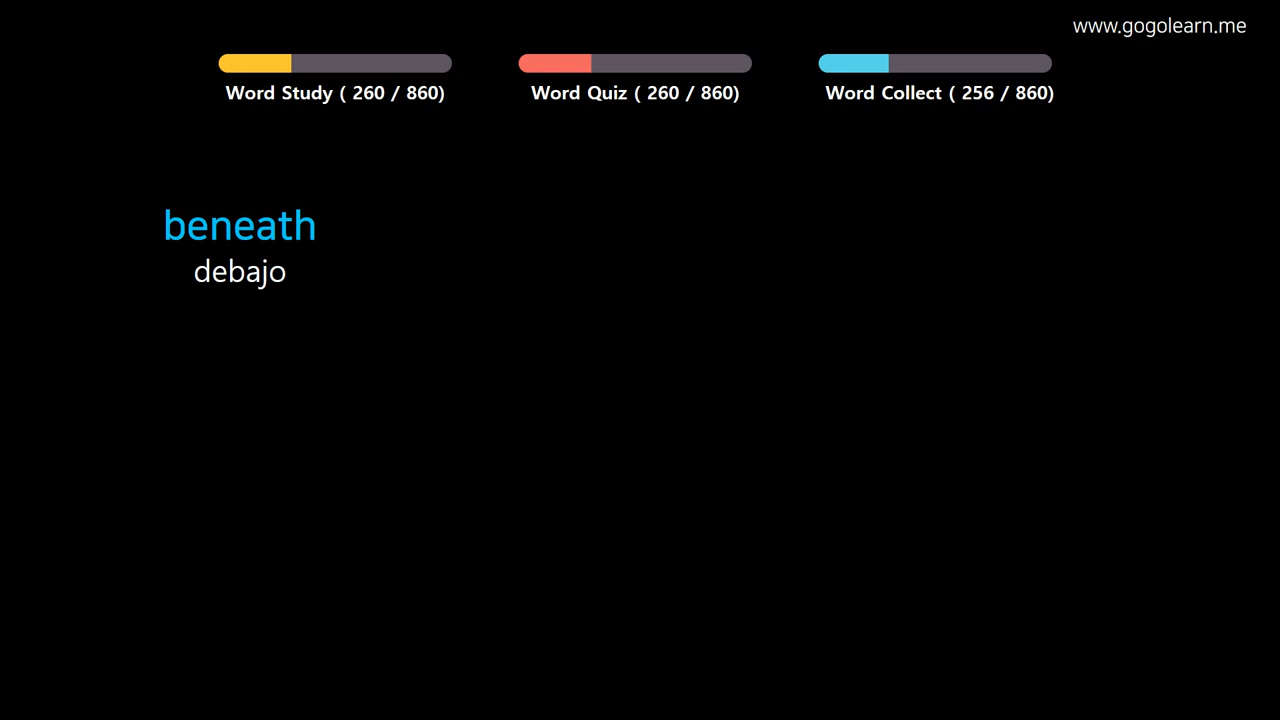 www.gogolearn.me
Word Study ( 260 / 860)
Word Quiz ( 260 / 860)
Word Collect ( 256 / 860)
beneath
debajo